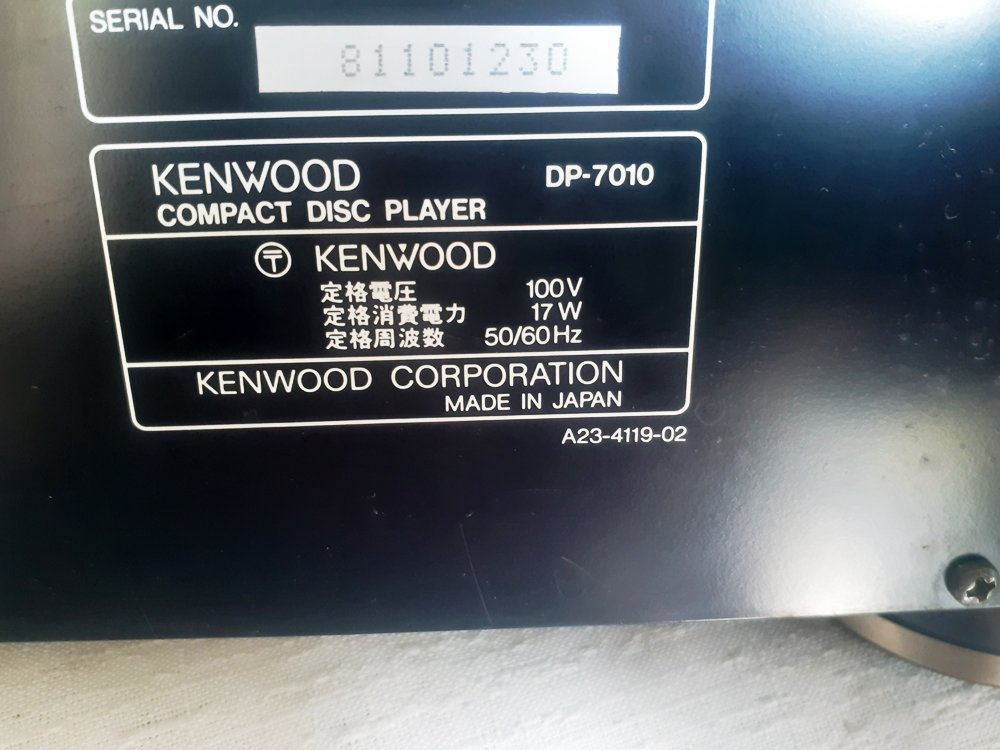 SERIAL NO.
81101230
KENWOOD DP-7010
COMPACT DISC PLAYER
〒 KENWOOD
定格電圧 100V
定格消費電力 17W
定格周波数 50/60Hz
KENWOOD CORPORATION
MADE IN JAPAN
A23-4119-02